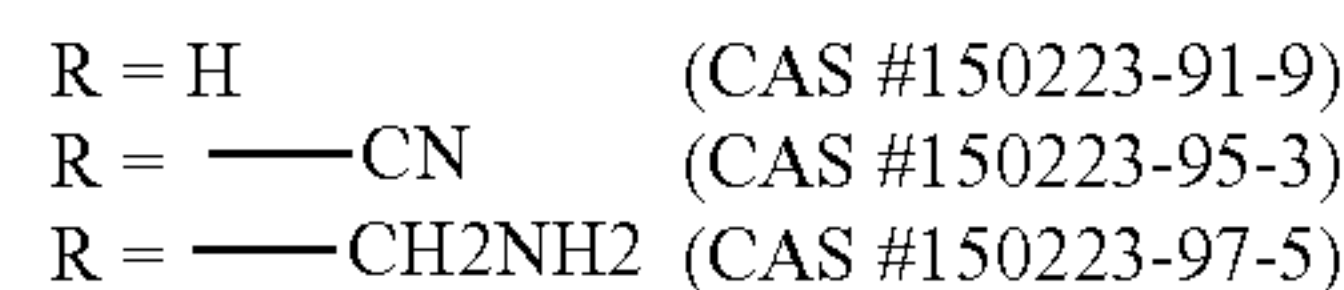 R = H (CAS #150223-91-9)
R = —CN (CAS #150223-95-3)
R = —CH2NH2 (CAS #150223-97-5)